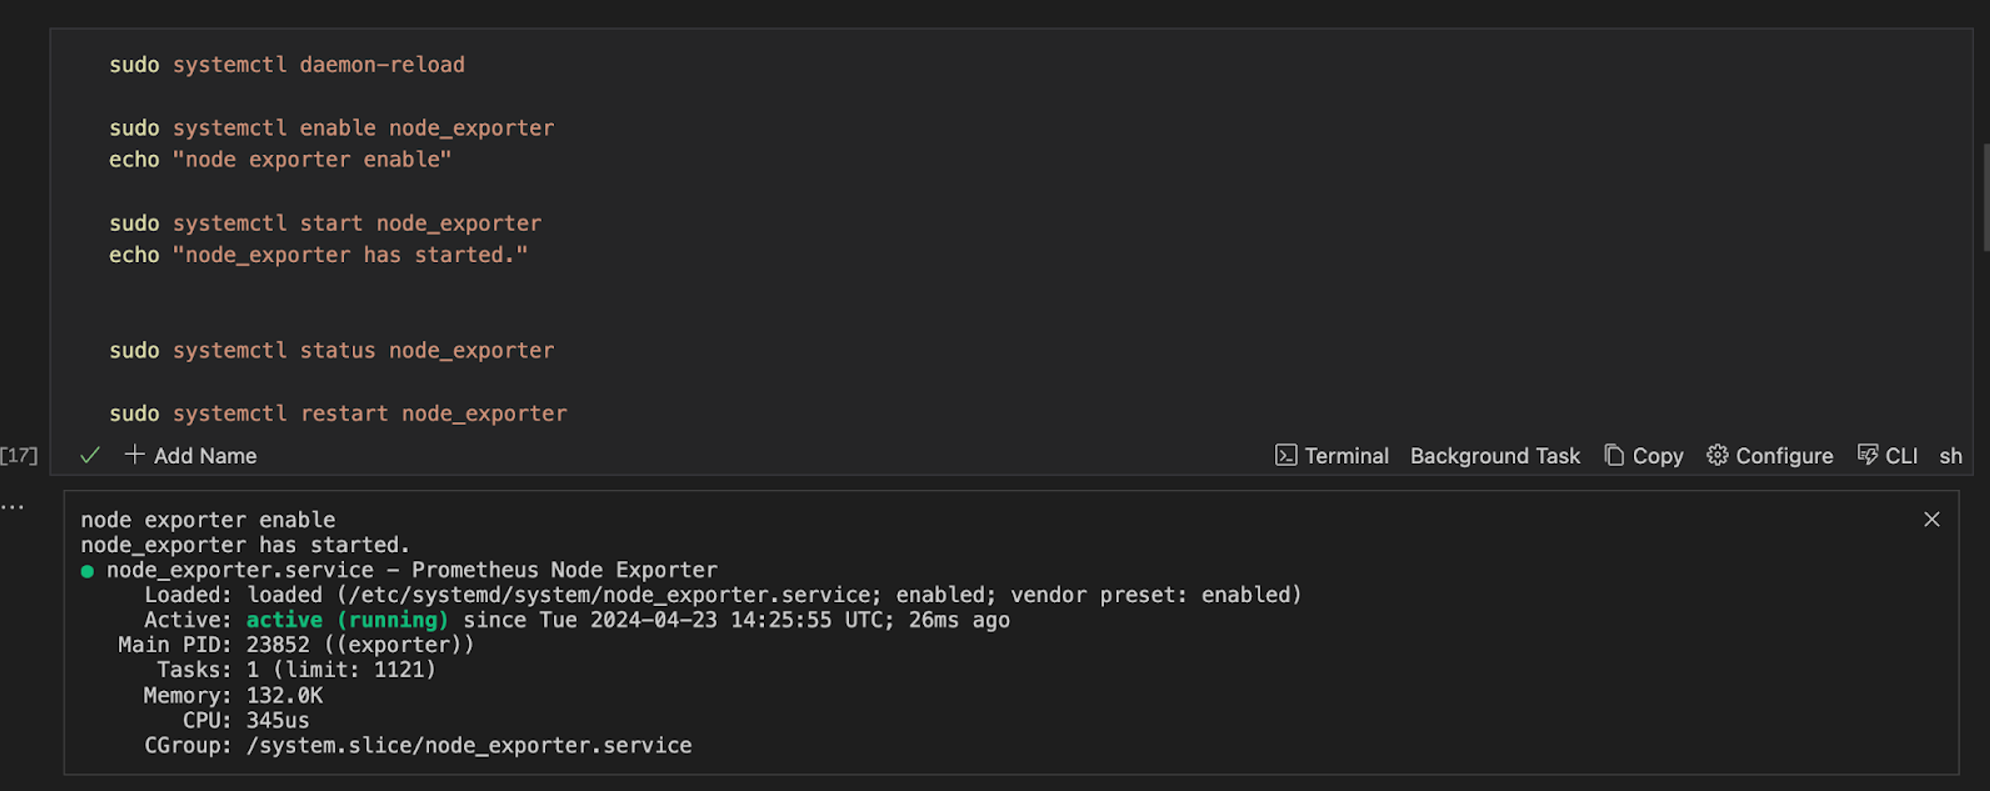 sudo systemctl daemon-reload
sudo systemctl enable node_exporter
echo "node exporter enable"
sudo systemctl start node_exporter
echo "node_exporter has started."
sudo systemctl status node_exporter
sudo systemctl restart node_exporter
[17] Add Name Terminal Background Task Copy Configure CLI sh
...
node exporter enable
node_exporter has started.
● node_exporter.service – Prometheus Node Exporter
Loaded: loaded (/etc/systemd/system/node_exporter.service; enabled; vendor preset: enabled)
Active: active (running) since Tue 2024-04-23 14:25:55 UTC; 26ms ago
Main PID: 23852 ((exporter))
Tasks: 1 (limit: 1121)
Memory: 132.0K
CPU: 345us
CGroup: /system.slice/node_exporter.service